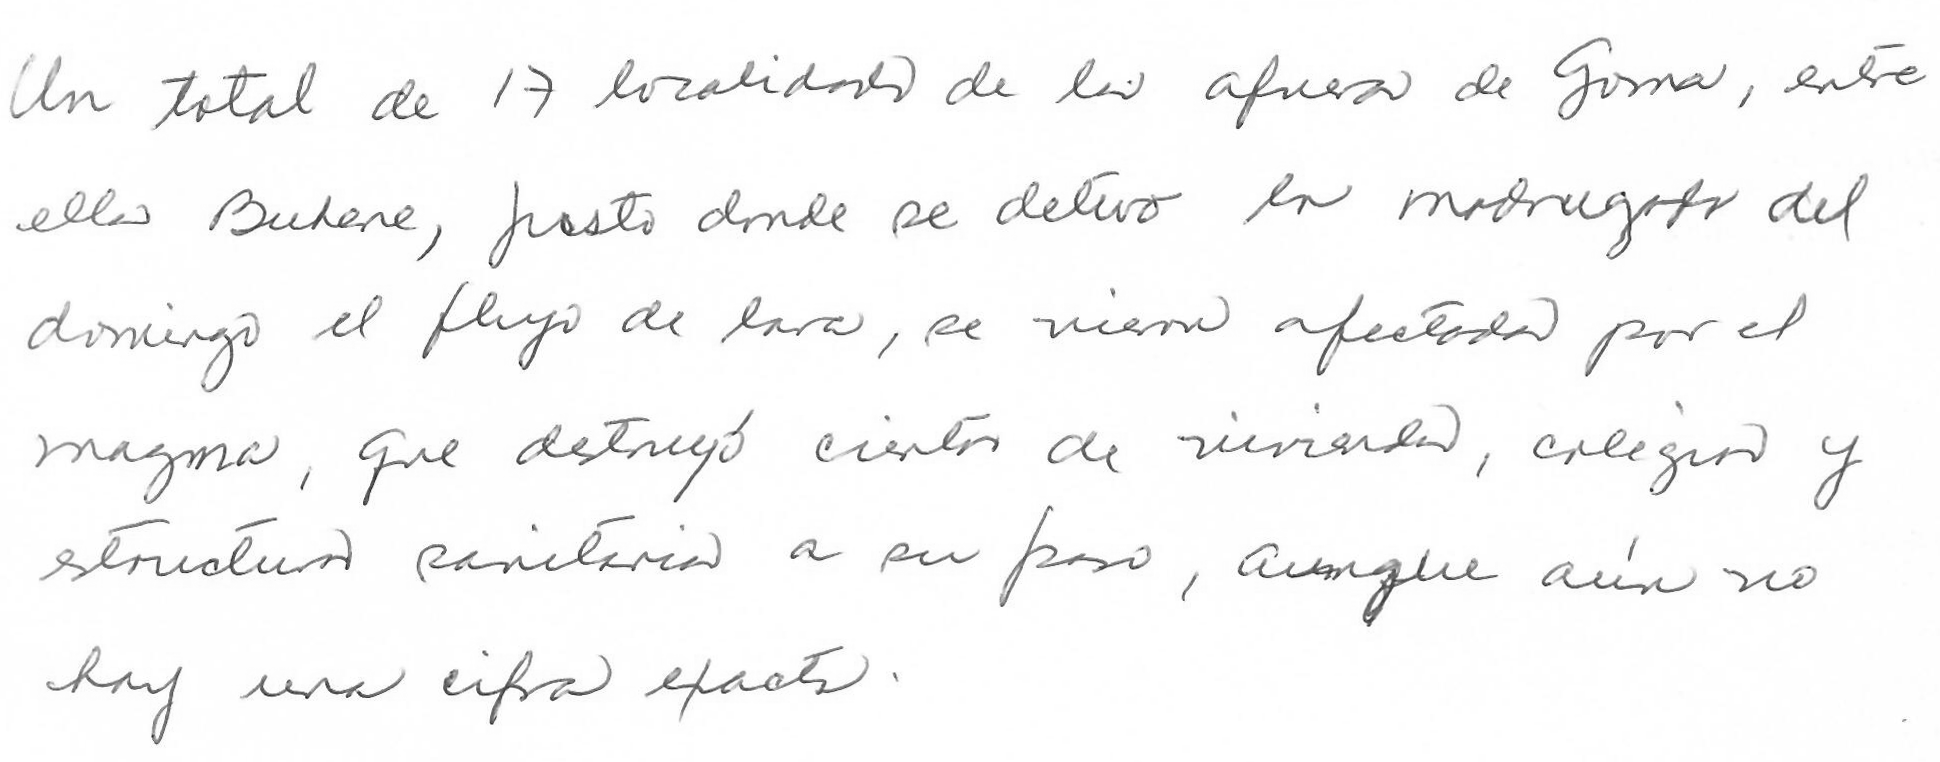 Un total de 17 localidades de las afueras de Goma, entre
ellas Buhene, justo donde se detuvo la madrugada del
domingo el flujo de lava, se vieron afectadas por el
magma, que destruyó cientos de viviendas, colegios y
estructuras sanitarias a su paso, aunque aún no
hay una cifra exacta.